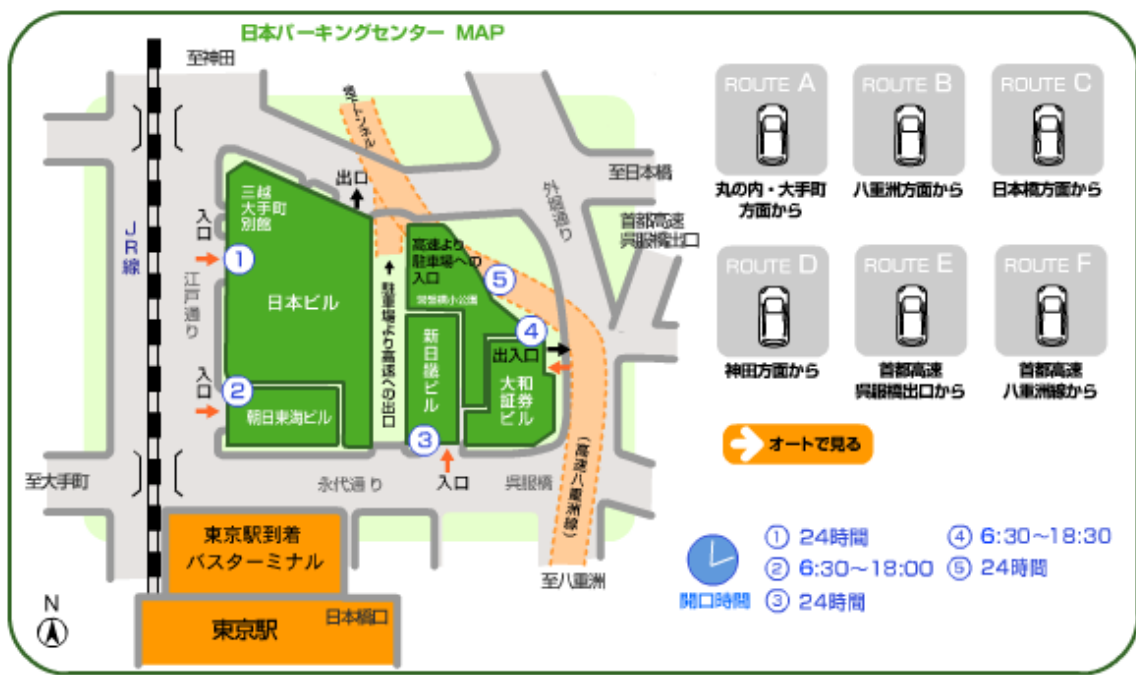 日本パーキングセンター MAP
至神田
常盤トンネル
ROUTE A
ROUTE B
ROUTE C
丸の内・大手町
方面から
八重洲方面から
日本橋方面から
至日本橋
出口
外堀通り
三越
大手町
別館
入口
JR線
①
首都高速
呉服橋出口
高速より
駐車場への
入口
⑤
江戸通り
日本ビル
常盤橋小公園
駐車場より高速への出口
ROUTE D
ROUTE E
ROUTE F
神田方面から
首都高速
呉服橋出口から
首都高速
八重洲線から
④
出入口
大和
証券
ビル
入口
②
朝日東海ビル
③
オートで見る
至大手町
永代通り
入口
呉服橋
(高速八重洲線)
東京駅到着
バスターミナル
至八重洲
① 24時間
④ 6:30〜18:30
② 6:30〜18:00
⑤ 24時間
開口時間
③ 24時間
N
日本橋口
東京駅